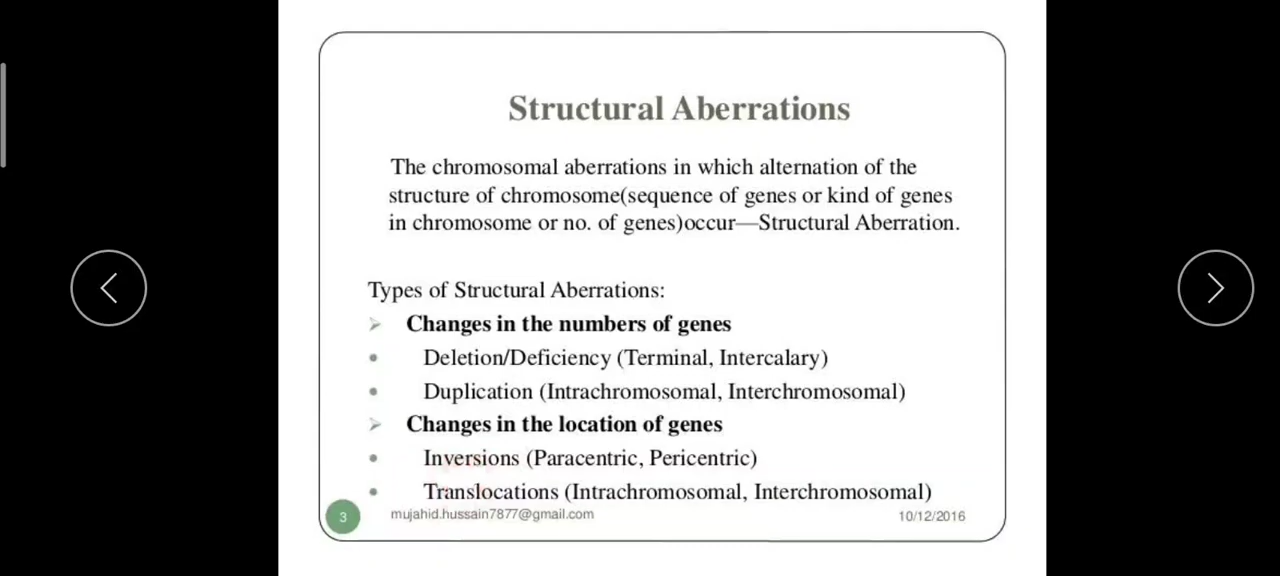 Structural Aberrations
The chromosomal aberrations in which alternation of the
structure of chromosome(sequence of genes or kind of genes
in chromosome or no. of genes)occur—Structural Aberration.
Types of Structural Aberrations:
➢ Changes in the numbers of genes
• Deletion/Deficiency (Terminal, Intercalary)
• Duplication (Intrachromosomal, Interchromosomal)
➢ Changes in the location of genes
• Inversions (Paracentric, Pericentric)
• Translocations (Intrachromosomal, Interchromosomal)
3 mujahid.hussain7877@gmail.com 10/12/2016